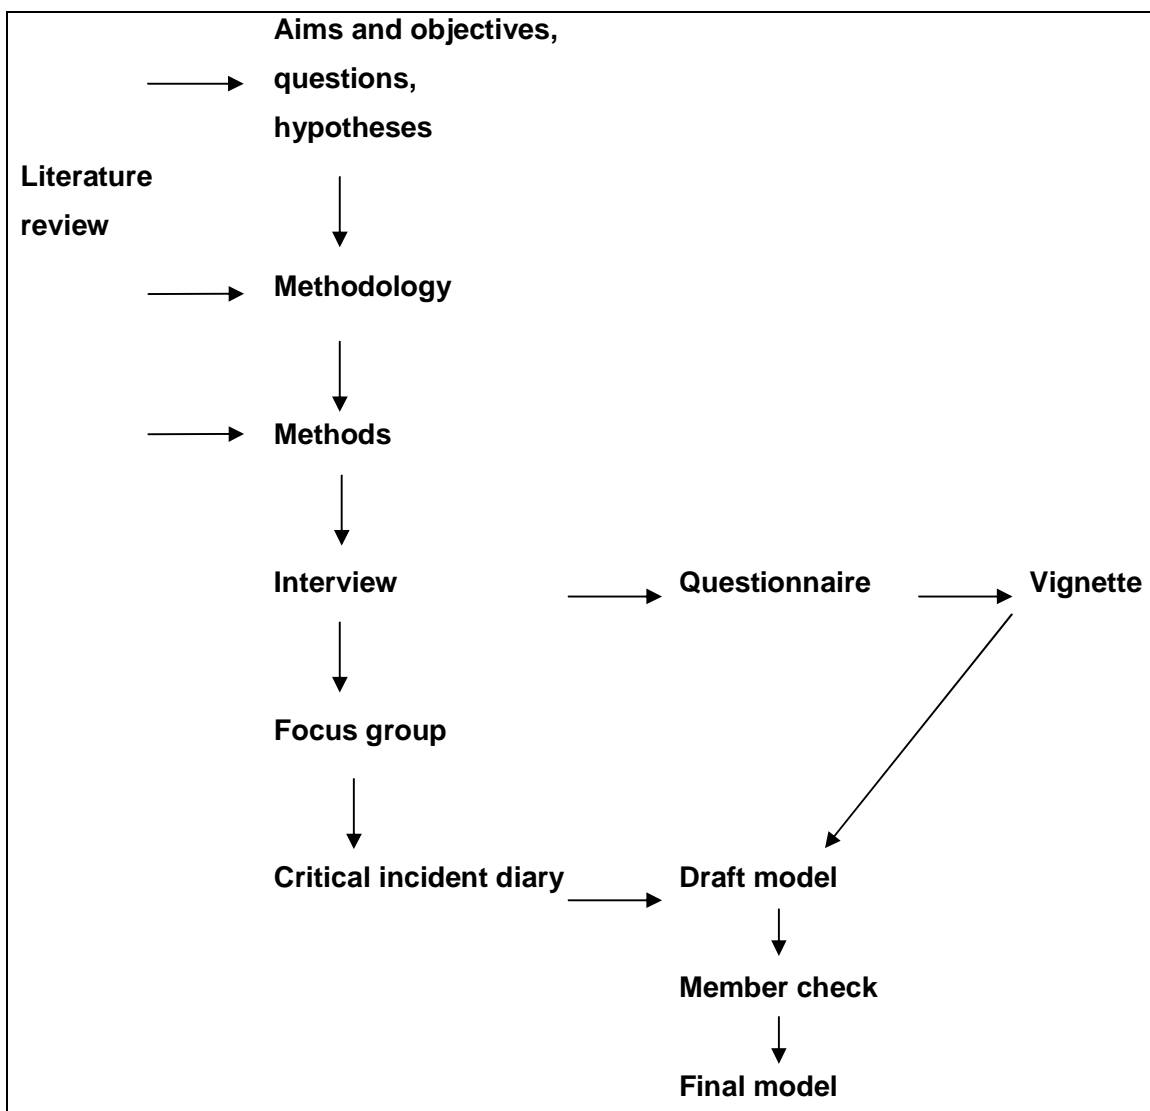 Aims and objectives,
questions,
hypotheses
Literature
review
Methodology
Methods
Interview
Questionnaire
Vignette
Focus group
Critical incident diary
Draft model
Member check
Final model